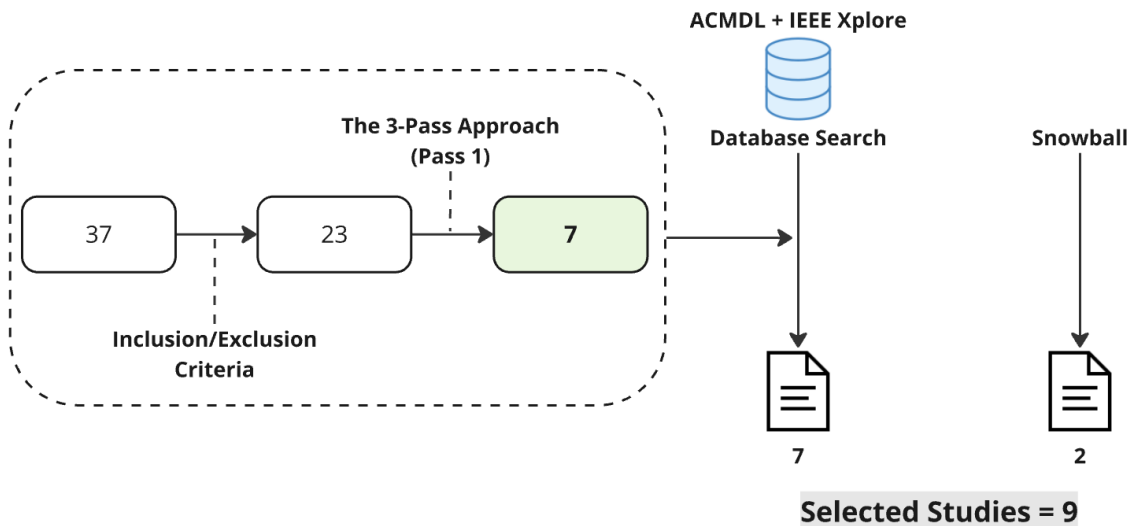 ACMDL + IEEE Xplore
The 3-Pass Approach
(Pass 1)
Database Search
Snowball
37
23
7
Inclusion/Exclusion
Criteria
7
2
Selected Studies = 9